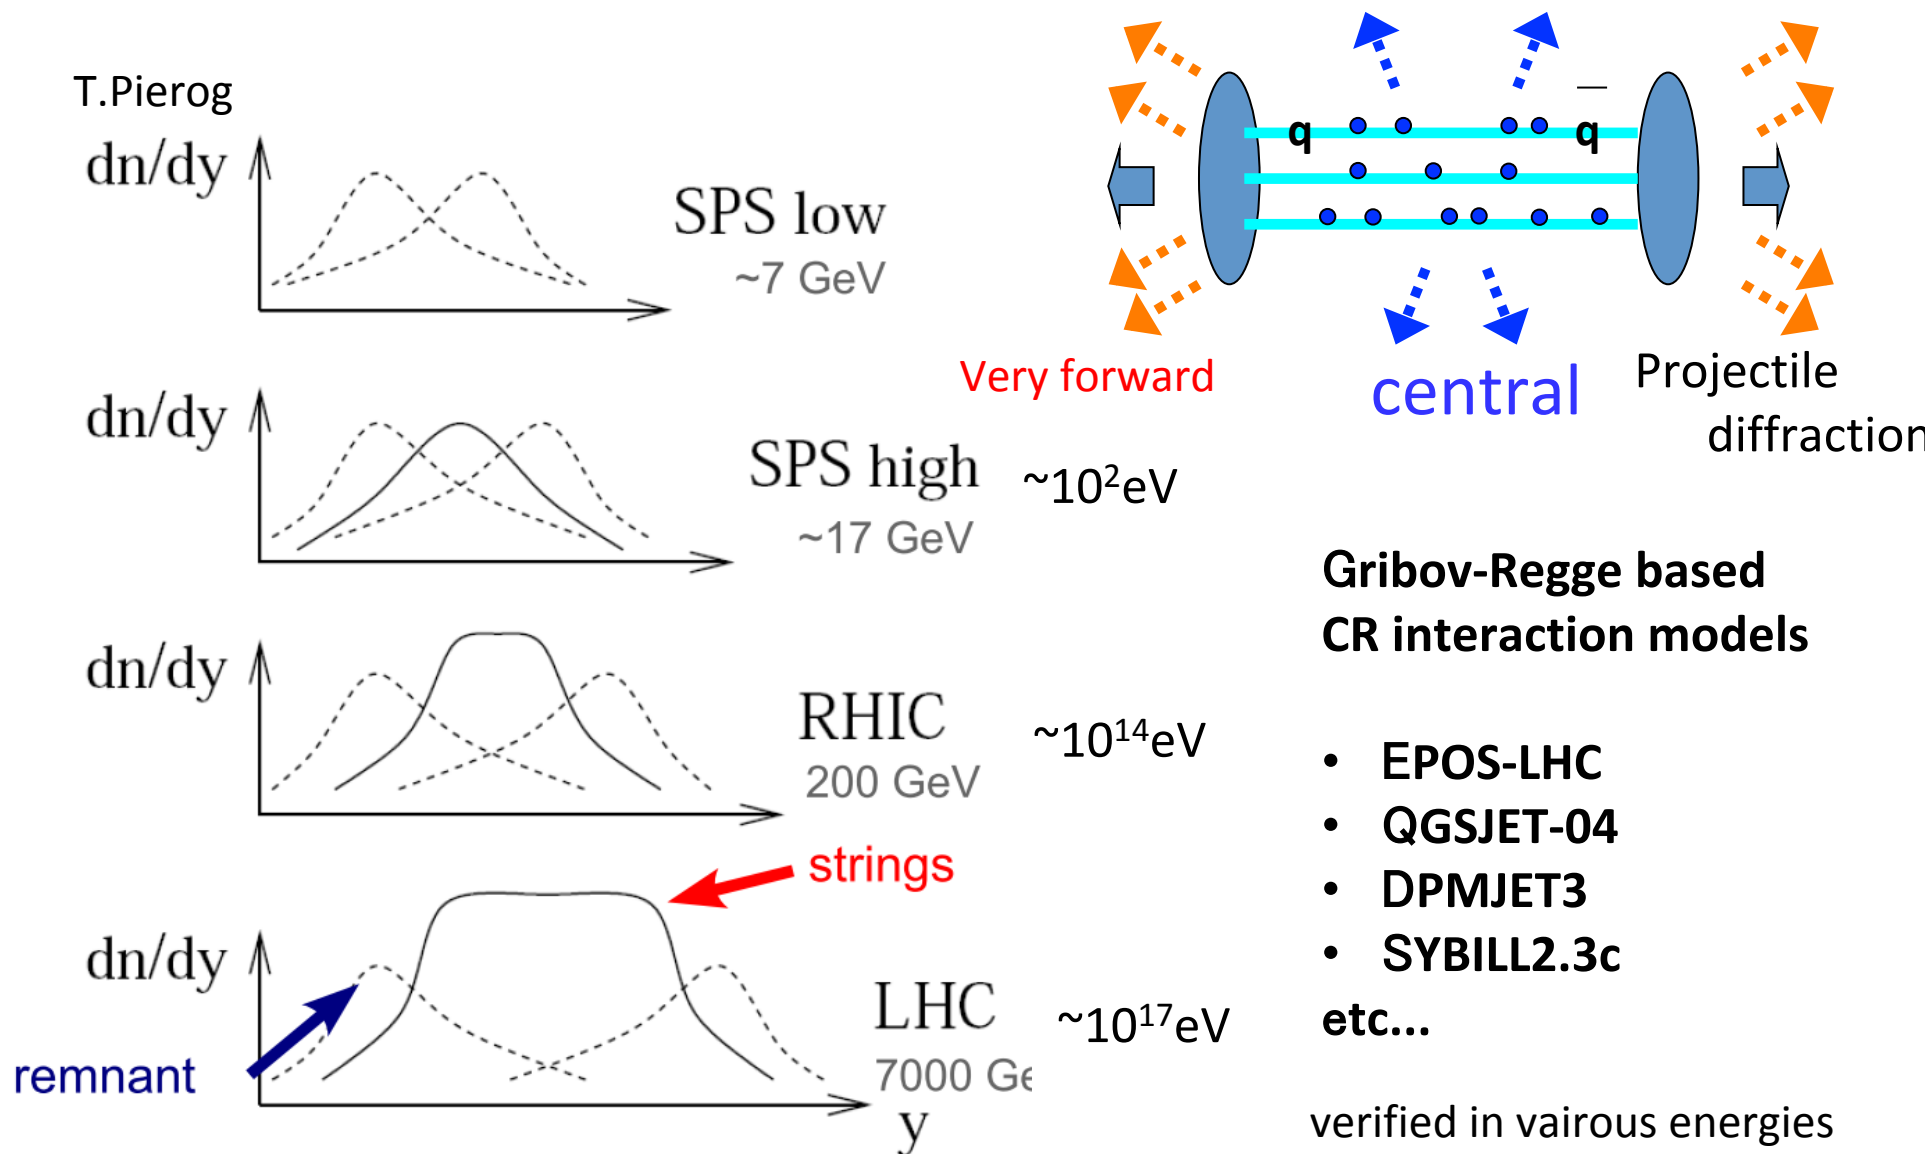 T.Pierog
dn/dy
SPS low
~7 GeV
q
q
Very forward
central
Projectile
diffraction
dn/dy
SPS high
~10²eV
~17 GeV
Gribov-Regge based
CR interaction models
dn/dy
RHIC
~10¹⁴eV
200 GeV
• EPOS-LHC
• QGSJET-04
• DPMJET3
• SYBILL2.3c
etc...
strings
dn/dy
LHC
~10¹⁷eV
7000 Ge
remnant
y
verified in vairous energies